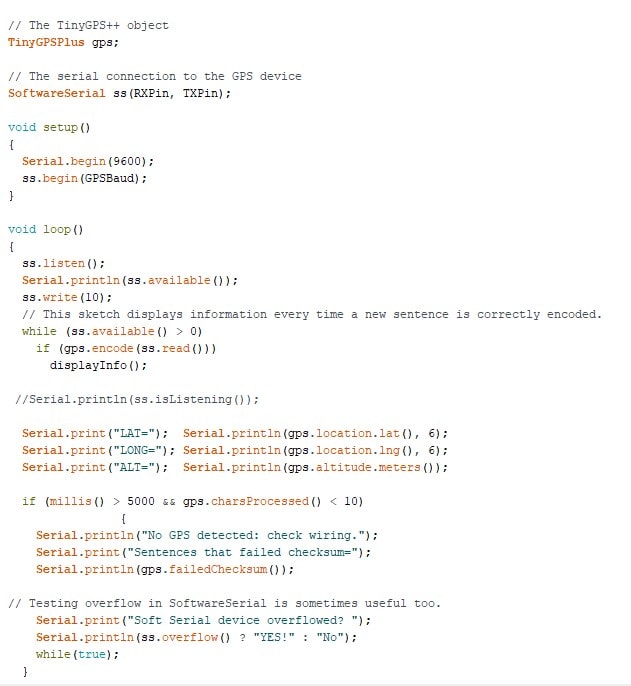 // The TinyGPS++ object
TinyGPSPlus gps;
// The serial connection to the GPS device
SoftwareSerial ss(RXPin, TXPin);
void setup()
{
Serial.begin(9600);
ss.begin(GPSBaud);
}
void loop()
{
ss.listen();
Serial.println(ss.available());
ss.write(10);
// This sketch displays information every time a new sentence is correctly encoded.
while (ss.available() > 0)
if (gps.encode(ss.read()))
displayInfo();
//Serial.println(ss.isListening());
Serial.print("LAT=");  Serial.println(gps.location.lat(), 6);
Serial.print("LONG="); Serial.println(gps.location.lng(), 6);
Serial.print("ALT=");  Serial.println(gps.altitude.meters());
if (millis() > 5000 && gps.charsProcessed() < 10)
{
Serial.println("No GPS detected: check wiring.");
Serial.print("Sentences that failed checksum=");
Serial.println(gps.failedChecksum());
// Testing overflow in SoftwareSerial is sometimes useful too.
Serial.print("Soft Serial device overflowed? ");
Serial.println(ss.overflow() ? "YES!" : "No");
while(true);
}